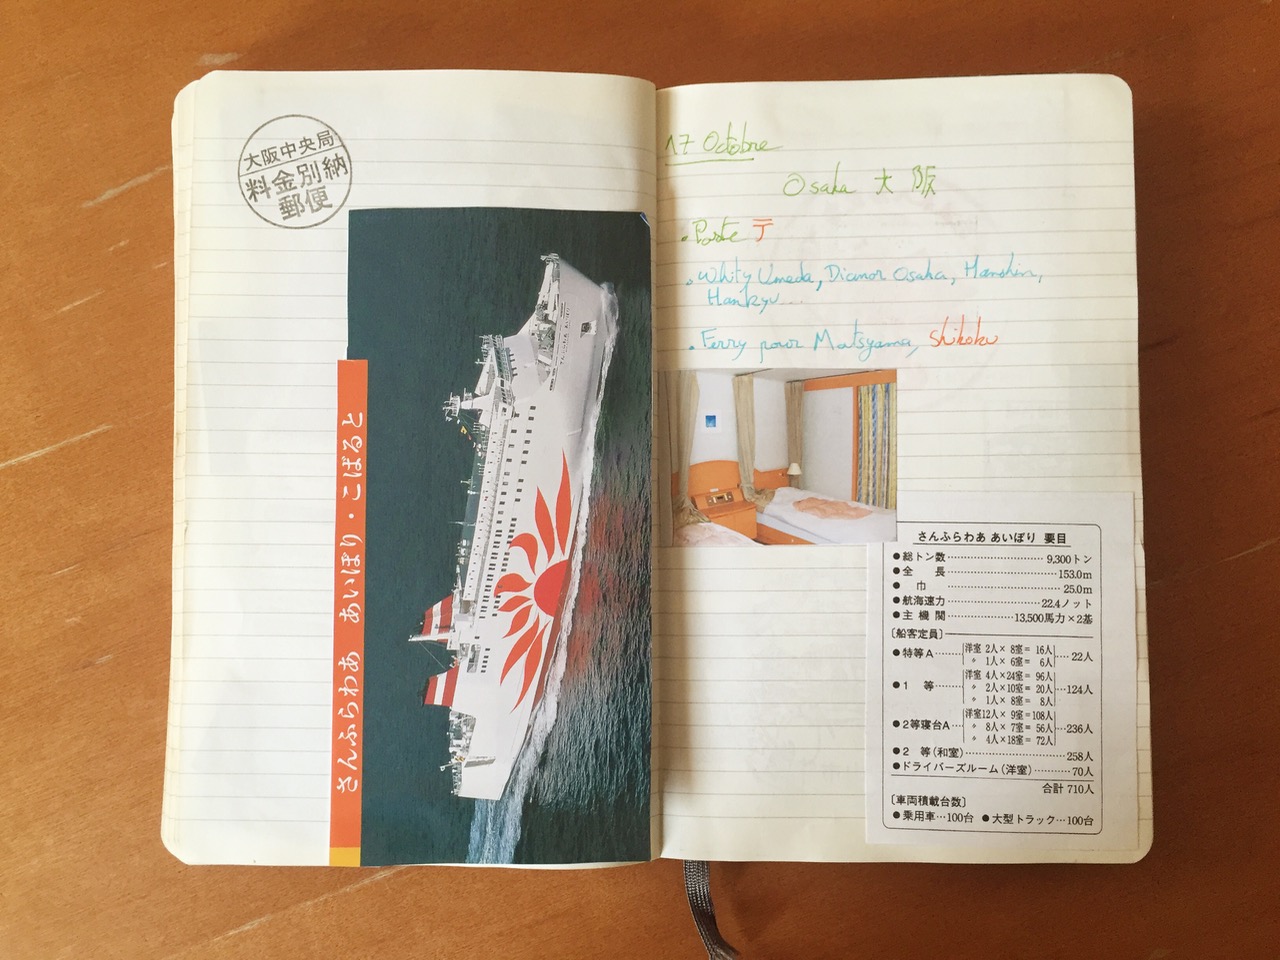 大阪中央局
料金別納
郵便
さんふらわあ あいぼり・こばると
17 Octobre
Osaka 大阪
• Poste 〒
• Whity Umeda, Diamor Osaka, Hanshin,
Hankyu...
• Ferry pour Matsyama, Shikoku
さんふらわあ あいぼり 要目
●総トン数 9,300トン
●全長 153.0m
●巾 25.0m
●航海速力 22.4ノット
●主機関 13,500馬力×2基
〔船客定員〕
●特等A 洋室 2人×8室=16人
〃 1人×6室=6人 22人
●1等 洋室 4人×24室=96人
〃 2人×10室=20人 124人
〃 1人×8室=8人
●2等寝台A 洋室12人×9室=108人
〃 8人×7室=56人 236人
〃 4人×18室=72人
●2等(和室) 258人
●ドライバーズルーム(洋室) 70人
合計 710人
〔車両積載台数〕
●乗用車…100台 ●大型トラック…100台